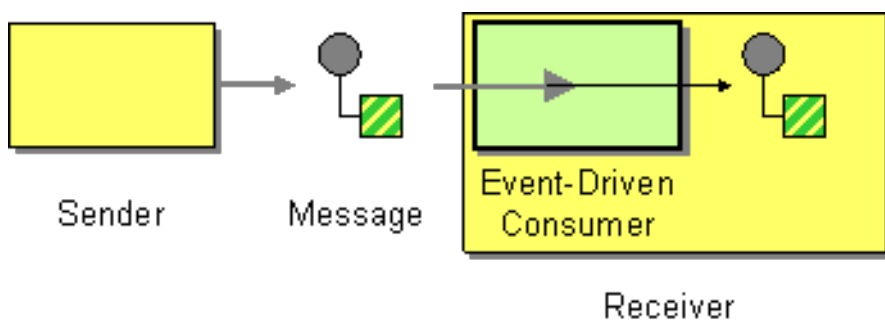 Sender
Message
Event-Driven
Consumer
Receiver